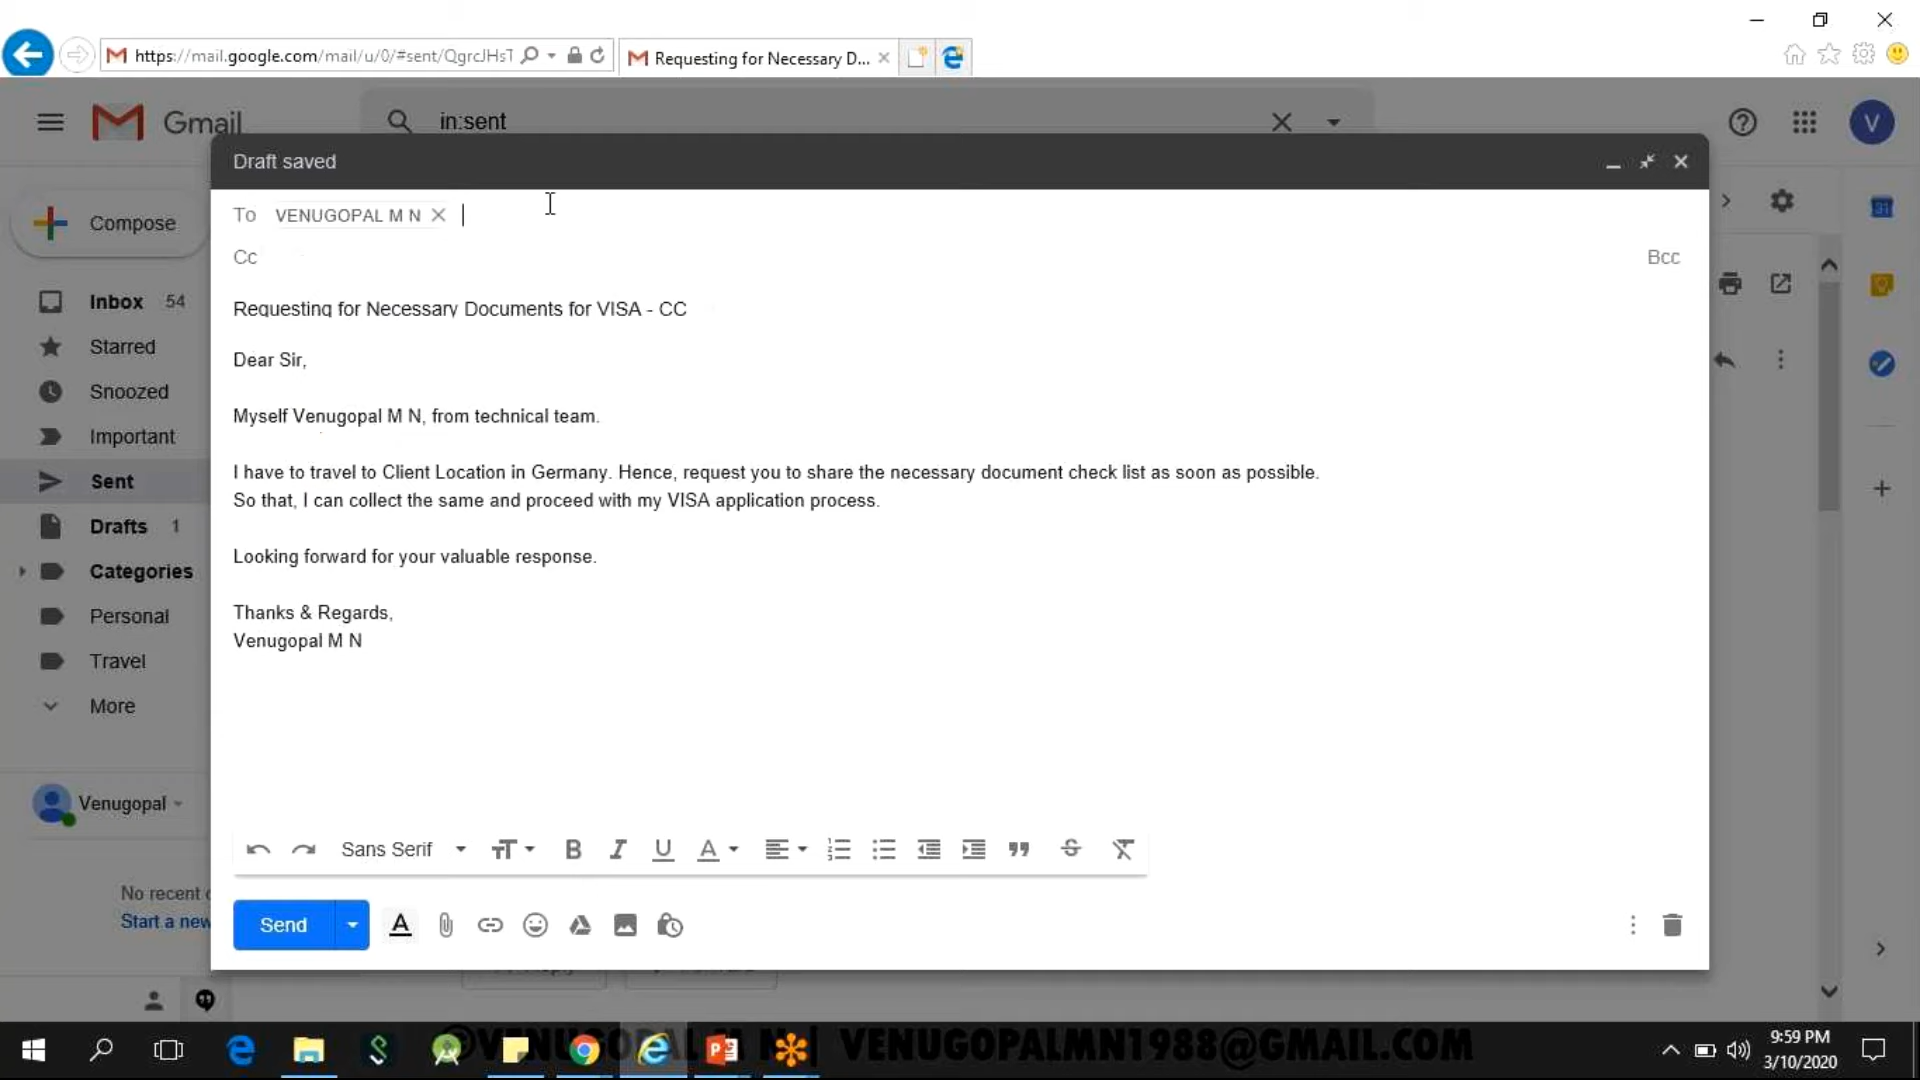 https://mail.google.com/mail/u/0/#sent/QgrcJHsT
Requesting for Necessary D...
Gmail
in:sent
Draft saved
Compose
To VENUGOPAL M N
Cc
Bcc
Inbox 54
Requesting for Necessary Documents for VISA - CC
Starred
Dear Sir,
Snoozed
Myself Venugopal M N, from technical team.
Important
I have to travel to Client Location in Germany. Hence, request you to share the necessary document check list as soon as possible.
Sent
So that, I can collect the same and proceed with my VISA application process.
Drafts 1
Looking forward for your valuable response.
Categories
Personal
Thanks & Regards,
Venugopal M N
Travel
More
Venugopal
Sans Serif
No recent
Start a new
Send
©VENUGOPAL M N | VENUGOPALMN1988@GMAIL.COM
9:59 PM
3/10/2020